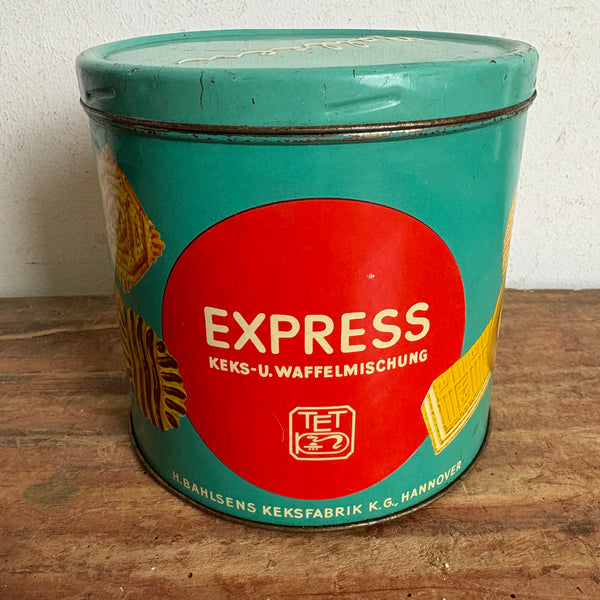 EXPRESS
KEKS-U. WAFFELMISCHUNG
TET
H. BAHLSENS KEKSFABRIK K.G., HANNOVER